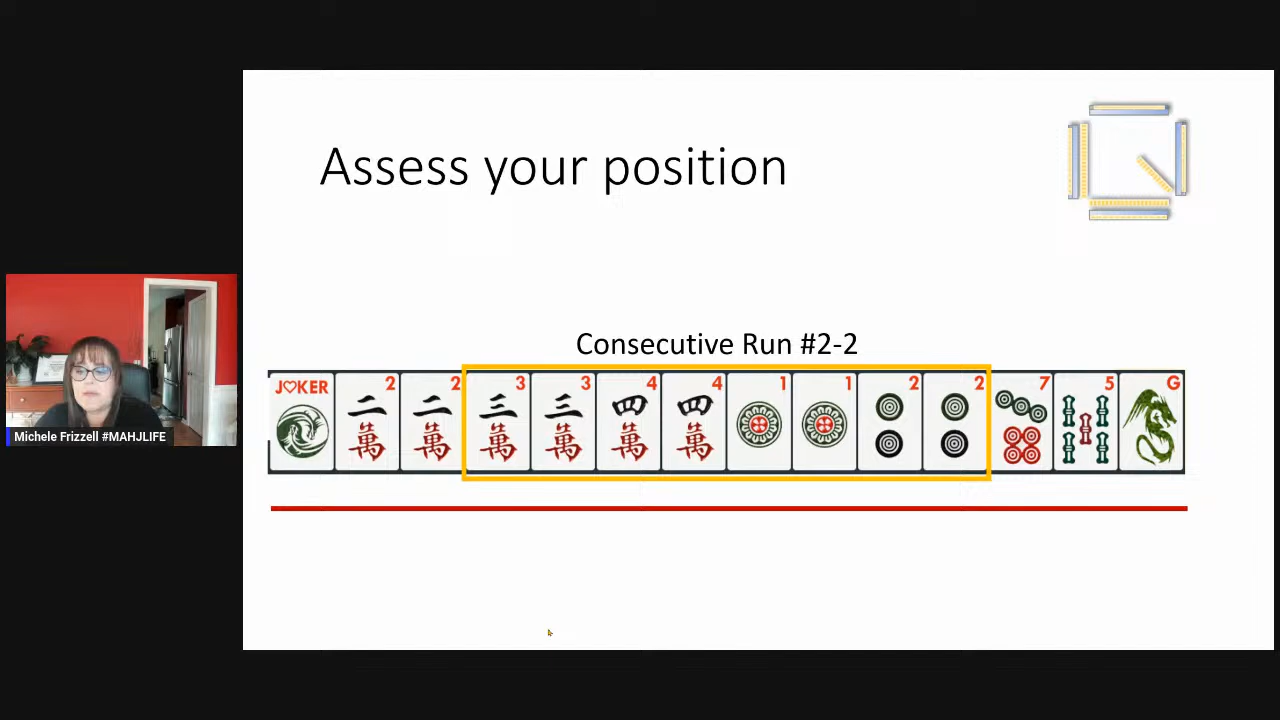 Assess your position
Consecutive Run #2-2
JOKER 2 2 3 3 4 4 1 1 2 2 7 5 G
二 二 三 三 四 四
萬 萬 萬 萬 萬 萬
Michele Frizzell #MAHJLIFE